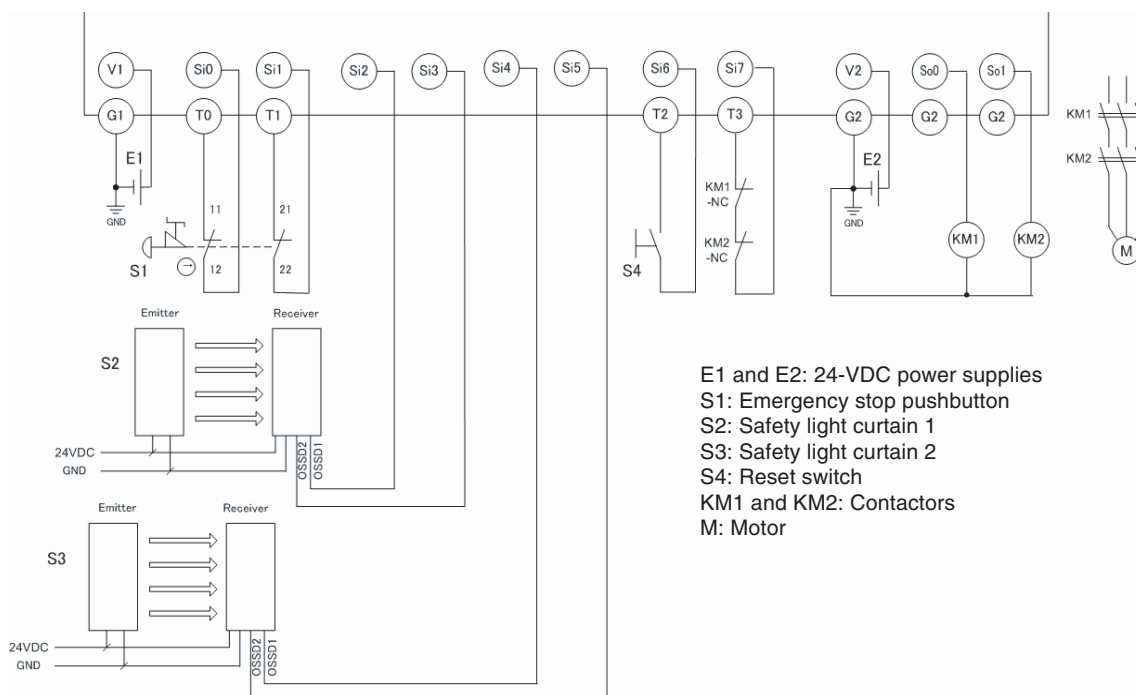 V1
Si0
Si1
Si2
Si3
Si4
Si5
Si6
Si7
V2
So0
So1
G1
T0
T1
T2
T3
G2
G2
G2
KM1
KM2
M
E1
GND
11
21
S1
12
22
KM1
-NC
KM2
-NC
S4
E2
GND
KM1
KM2
Emitter
Receiver
S2
24VDC
GND
OSSD2
OSSD1
Emitter
Receiver
S3
24VDC
GND
OSSD2
OSSD1
E1 and E2: 24-VDC power supplies
S1: Emergency stop pushbutton
S2: Safety light curtain 1
S3: Safety light curtain 2
S4: Reset switch
KM1 and KM2: Contactors
M: Motor